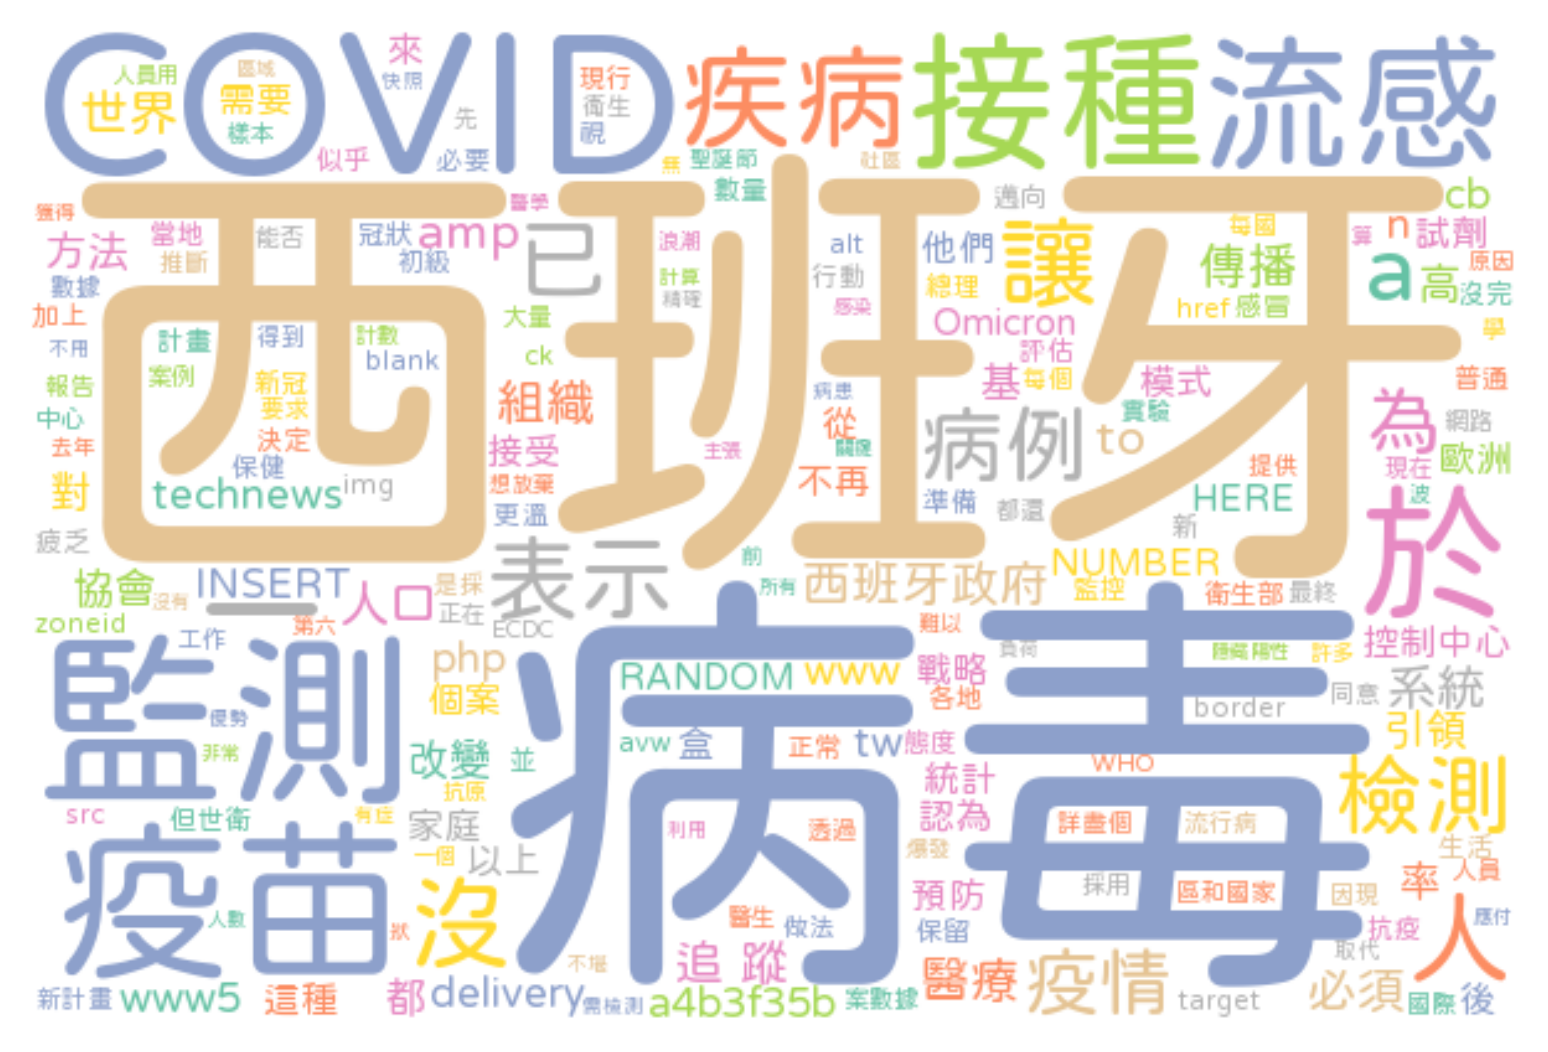 COVID
疾病
接種
流感
人員用
世界
區域
需要
樣本
來
快照
似乎
先
必要
現行
衛生
視
無
聖誕節
數量
社區
邁向
西班牙
cb
獲得
方法
當地
推斷
能否
冠狀
初級
amp
醫學
已
浪潮
計算
精確
alt
行動
感染
他們
總理
讓
Omicron
傳播
每國
href
感冒
算
n
試劑
a
高
原因
沒完
數據
加上
不用
計畫
案例
得到
計數
blank
大量
ck
學
報告
中心
去年
新冠
要求
決定
組織
病患
從
基
每個
評估
模式
實驗
普通
為
網路
對
保健
technews
img
接受
想放棄
更溫
主張
關鍵
不再
病例
to
準備
都還
提供
HERE
新
現在
歐洲
波
於
疲乏
協會
沒有
INSERT
_
人口
是採
正在
表示
ECDC
前
所有
西班牙政府
NUMBER
監控
衛生部
最終
zoneid
工作
第六
難以
控制中心
監測
病毒
php
個案
RANDOM
www
戰略
各地
負荷
隱藏陽性
許多
同意
系統
border
優勢
非常
改變
並
avw
盒
正常
tw
態度
引領
WHO
統計
認為
檢測
src
但世衛
有症
抗原
家庭
一個
以上
利用
透過
爆發
詳盡個
流行病
生活
疫苗
人數
狀
沒
不堪
醫生
做法
追蹤
預防
保留
採用
區和國家
因現
率
人員
抗疫
取代
人
應付
新計畫
www5
這種
都
delivery
需檢測
a4b3f35b
案數據
醫療
疫情
target
必須
國際
後